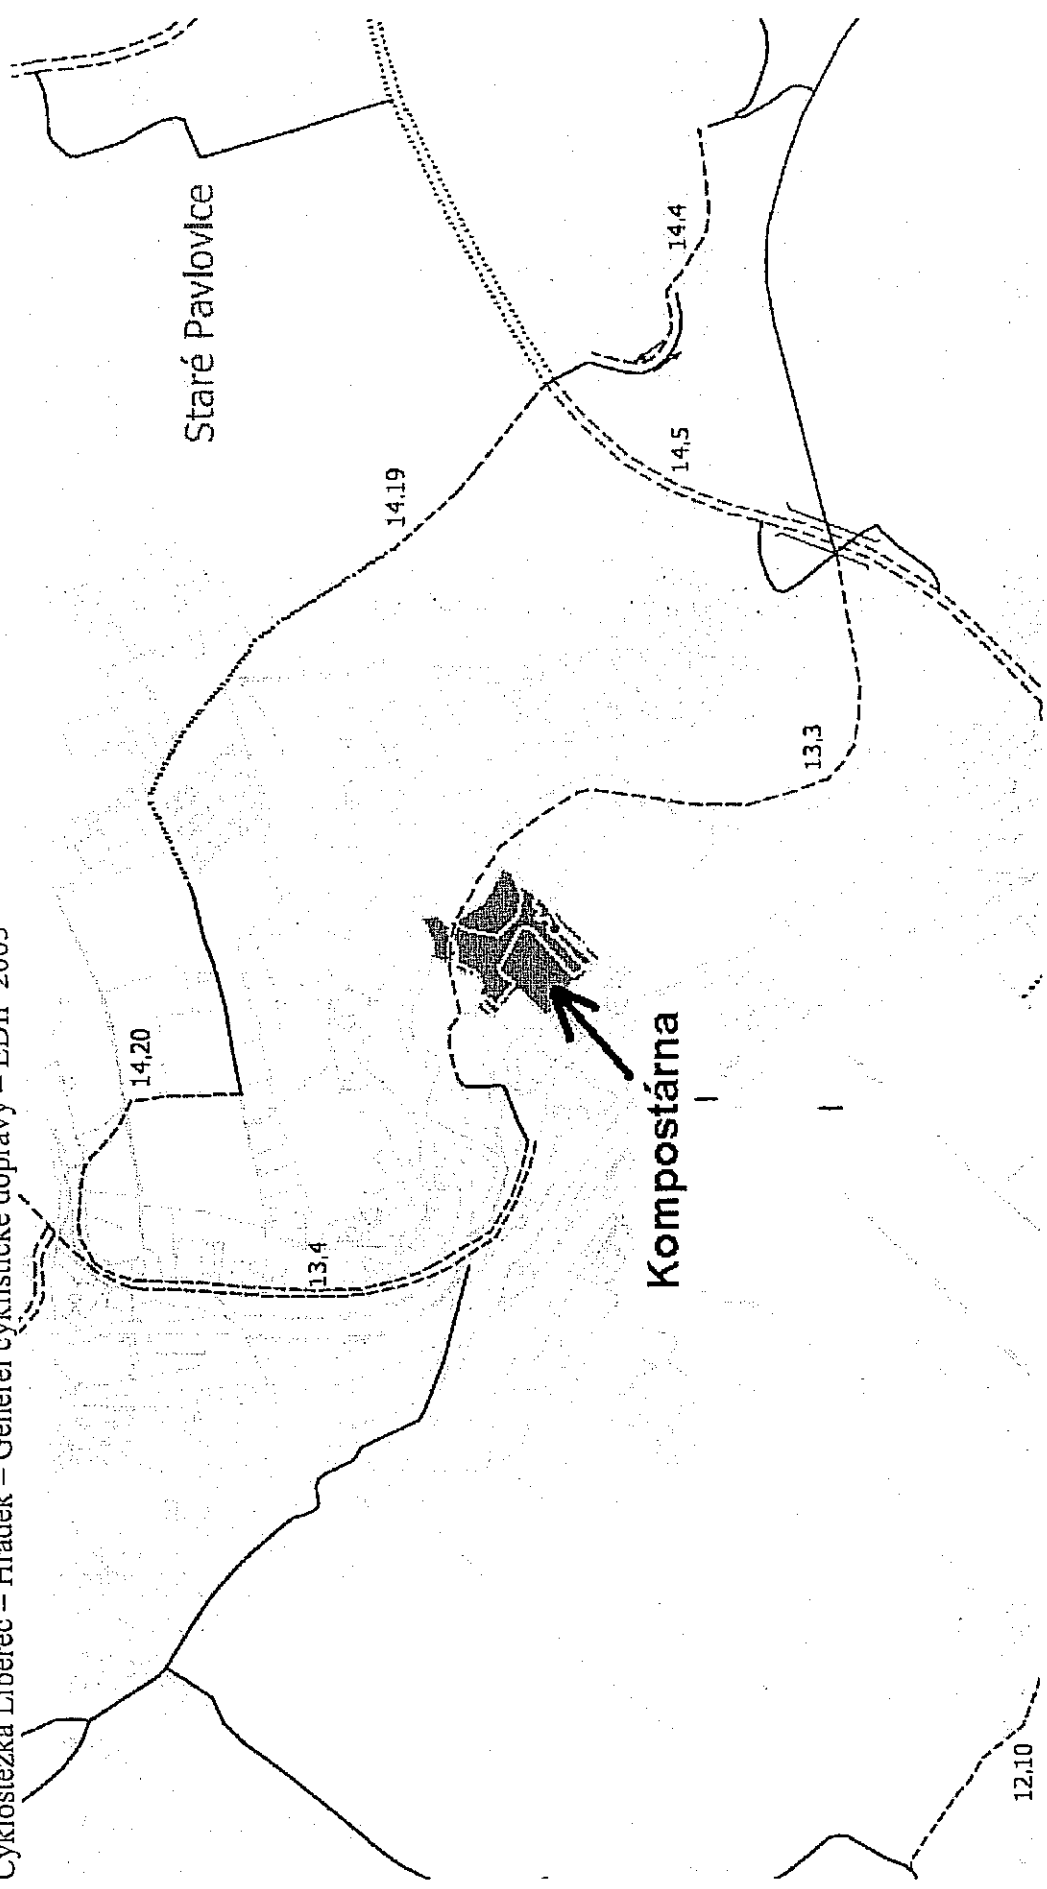 Cyklostezka Liberec – Hrádek – Generel cyklistické dopravy – EDIP 2005
Staré Pavlovice
14.20
14.19
14.4
13.4
14.5
Kompostárna
13.3
12.10